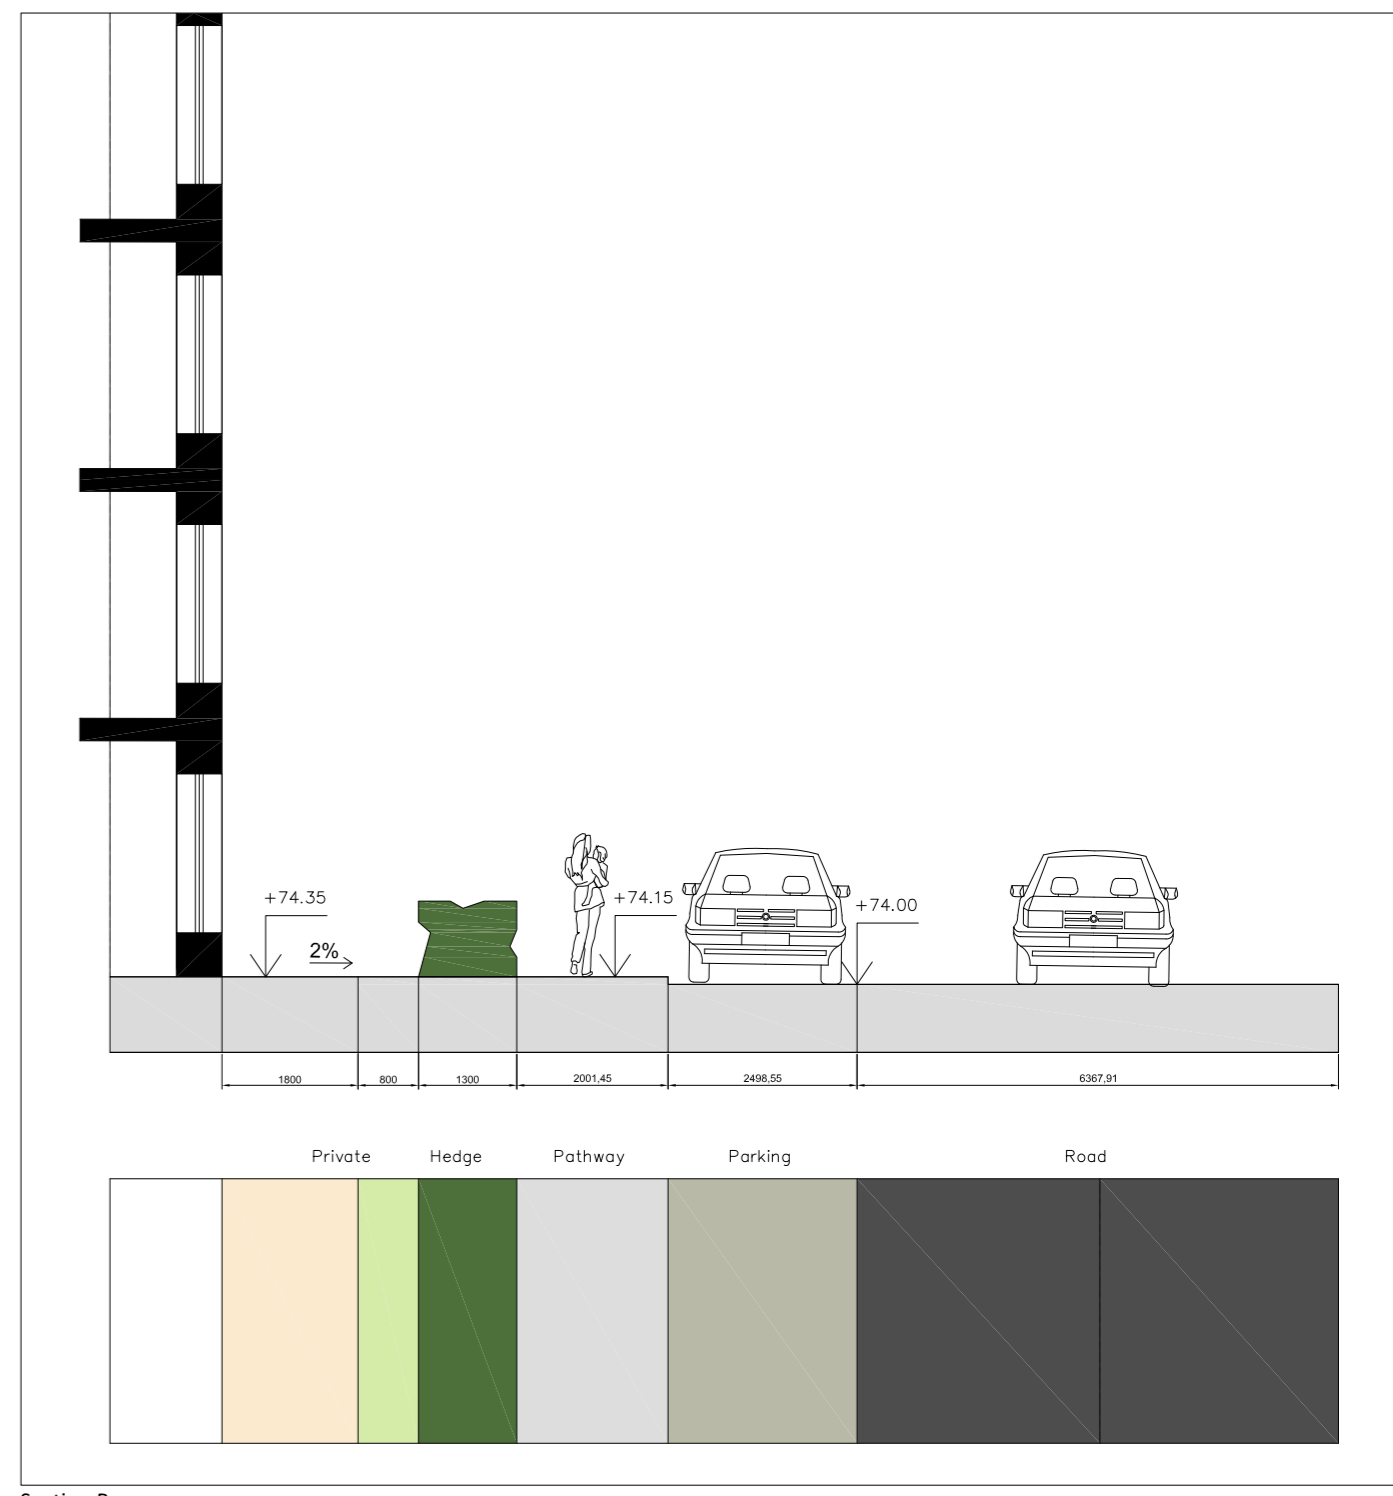 +74.35
2%
+74.15
+74.00
1800
800
1300
2001,45
2498,55
6367,91
Private
Hedge
Pathway
Parking
Road